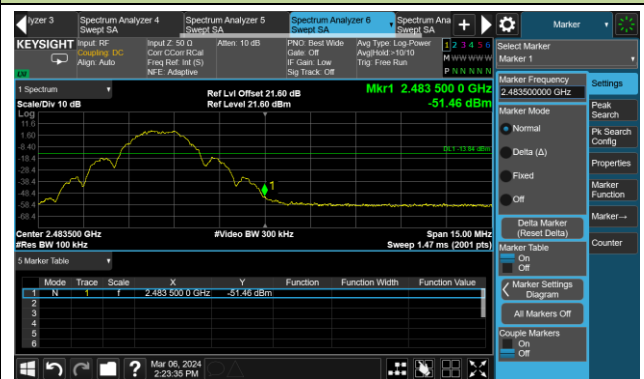 lyzer 3
Spectrum Analyzer 4
Swept SA
Spectrum Analyzer 5
Swept SA
Spectrum Analyzer 6
Swept SA
Spectrum Ana
Swept SA
+
Marker
KEYSIGHT
Input: RF
Coupling: DC
Align: Auto
Input Z: 50 Ω
Corr CCorr RCal
Freq Ref: Int (S)
NFE: Adaptive
Atten: 10 dB
PNO: Best Wide
Gate: Off
IF Gain: Low
Sig Track: Off
Avg Type: Log-Power
Avg|Hold:>10/10
Trig: Free Run
1 2 3 4 5 6
M W W W W W
P N N N N N
LXI
Select Marker
Marker 1
1 Spectrum
Scale/Div 10 dB
Ref Lvl Offset 21.60 dB
Ref Level 21.60 dBm
Mkr1 2.483 500 0 GHz
-51.46 dBm
Log
11.6
1.60
-8.40
-18.4
-28.4
-38.4
-48.4
-58.4
-68.4
DL1 -13.84 dBm
1
Center 2.483500 GHz
#Res BW 100 kHz
#Video BW 300 kHz
Span 15.00 MHz
Sweep 1.47 ms (2001 pts)
5 Marker Table
Mode Trace Scale X Y Function Function Width Function Value
1 N 1 f 2.483 500 0 GHz -51.46 dBm
2
3
4
5
6
Marker Frequency
2.483500000 GHz
Marker Mode
Normal
Delta (Δ)
Fixed
Off
Delta Marker
(Reset Delta)
Marker Table
On
Off
Marker Settings
Diagram
All Markers Off
Couple Markers
On
Off
Settings
Peak
Search
Pk Search
Config
Properties
Marker
Function
Marker→
Counter
?
Mar 06, 2024
2:23:35 PM